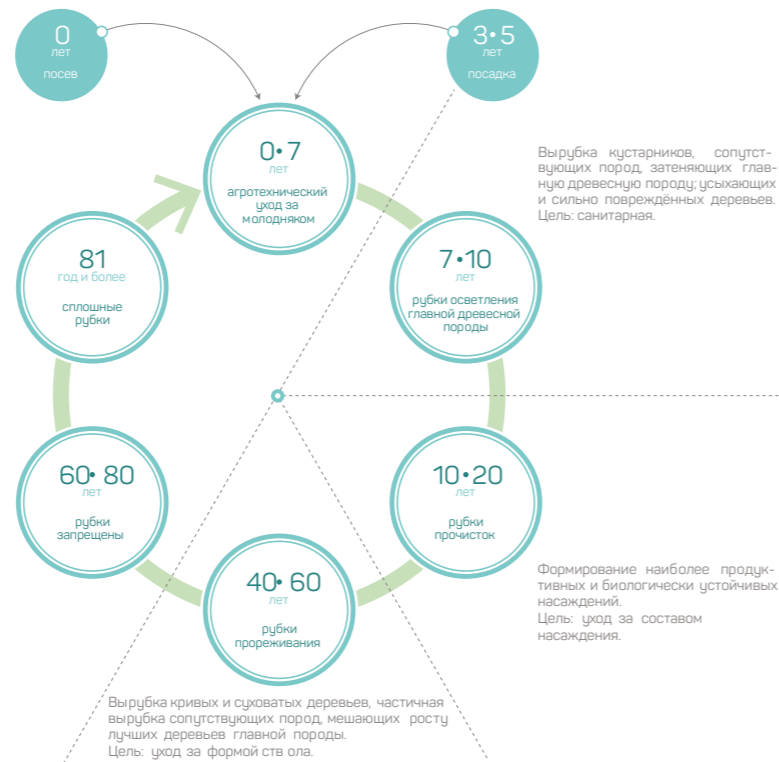 0
лет
посев
3•5
лет
посадка
0•7
лет
агротехнический
уход за
молодняком
Вырубка кустарников, сопутст-
вующих пород, затеняющих глав-
ную древесную породу; усыхающих
и сильно повреждённых деревьев.
Цель: санитарная.
7•10
лет
рубки осветления
главной древесной
породы
81
год и более
сплошные
рубки
60•80
лет
рубки
запрещены
10•20
лет
рубки
прочисток
40•60
лет
рубки
прореживания
Формирование наиболее продук-
тивных и биологически устойчивых
насаждений.
Цель: уход за составом
насаждения.
Вырубка кривых и суховатых деревьев, частичная
вырубка сопутствующих пород, мешающих росту
лучших деревьев главной породы.
Цель: уход за формой ств ола.